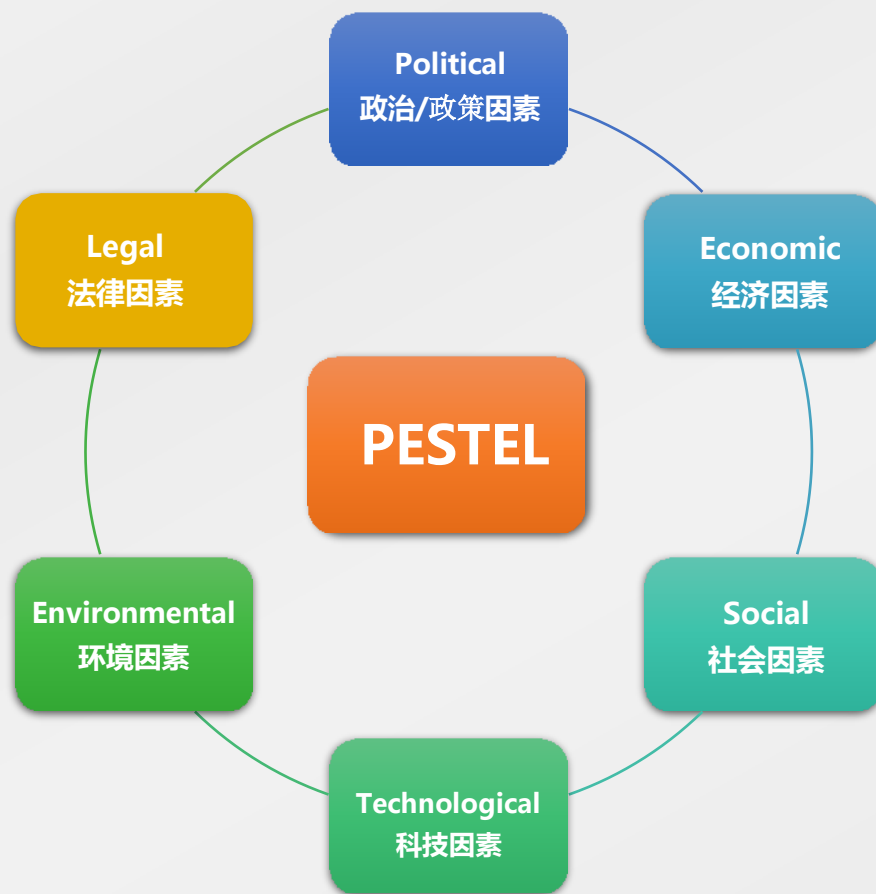 Political
政治/政策因素
Legal
法律因素
Economic
经济因素
PESTEL
Environmental
环境因素
Social
社会因素
Technological
科技因素